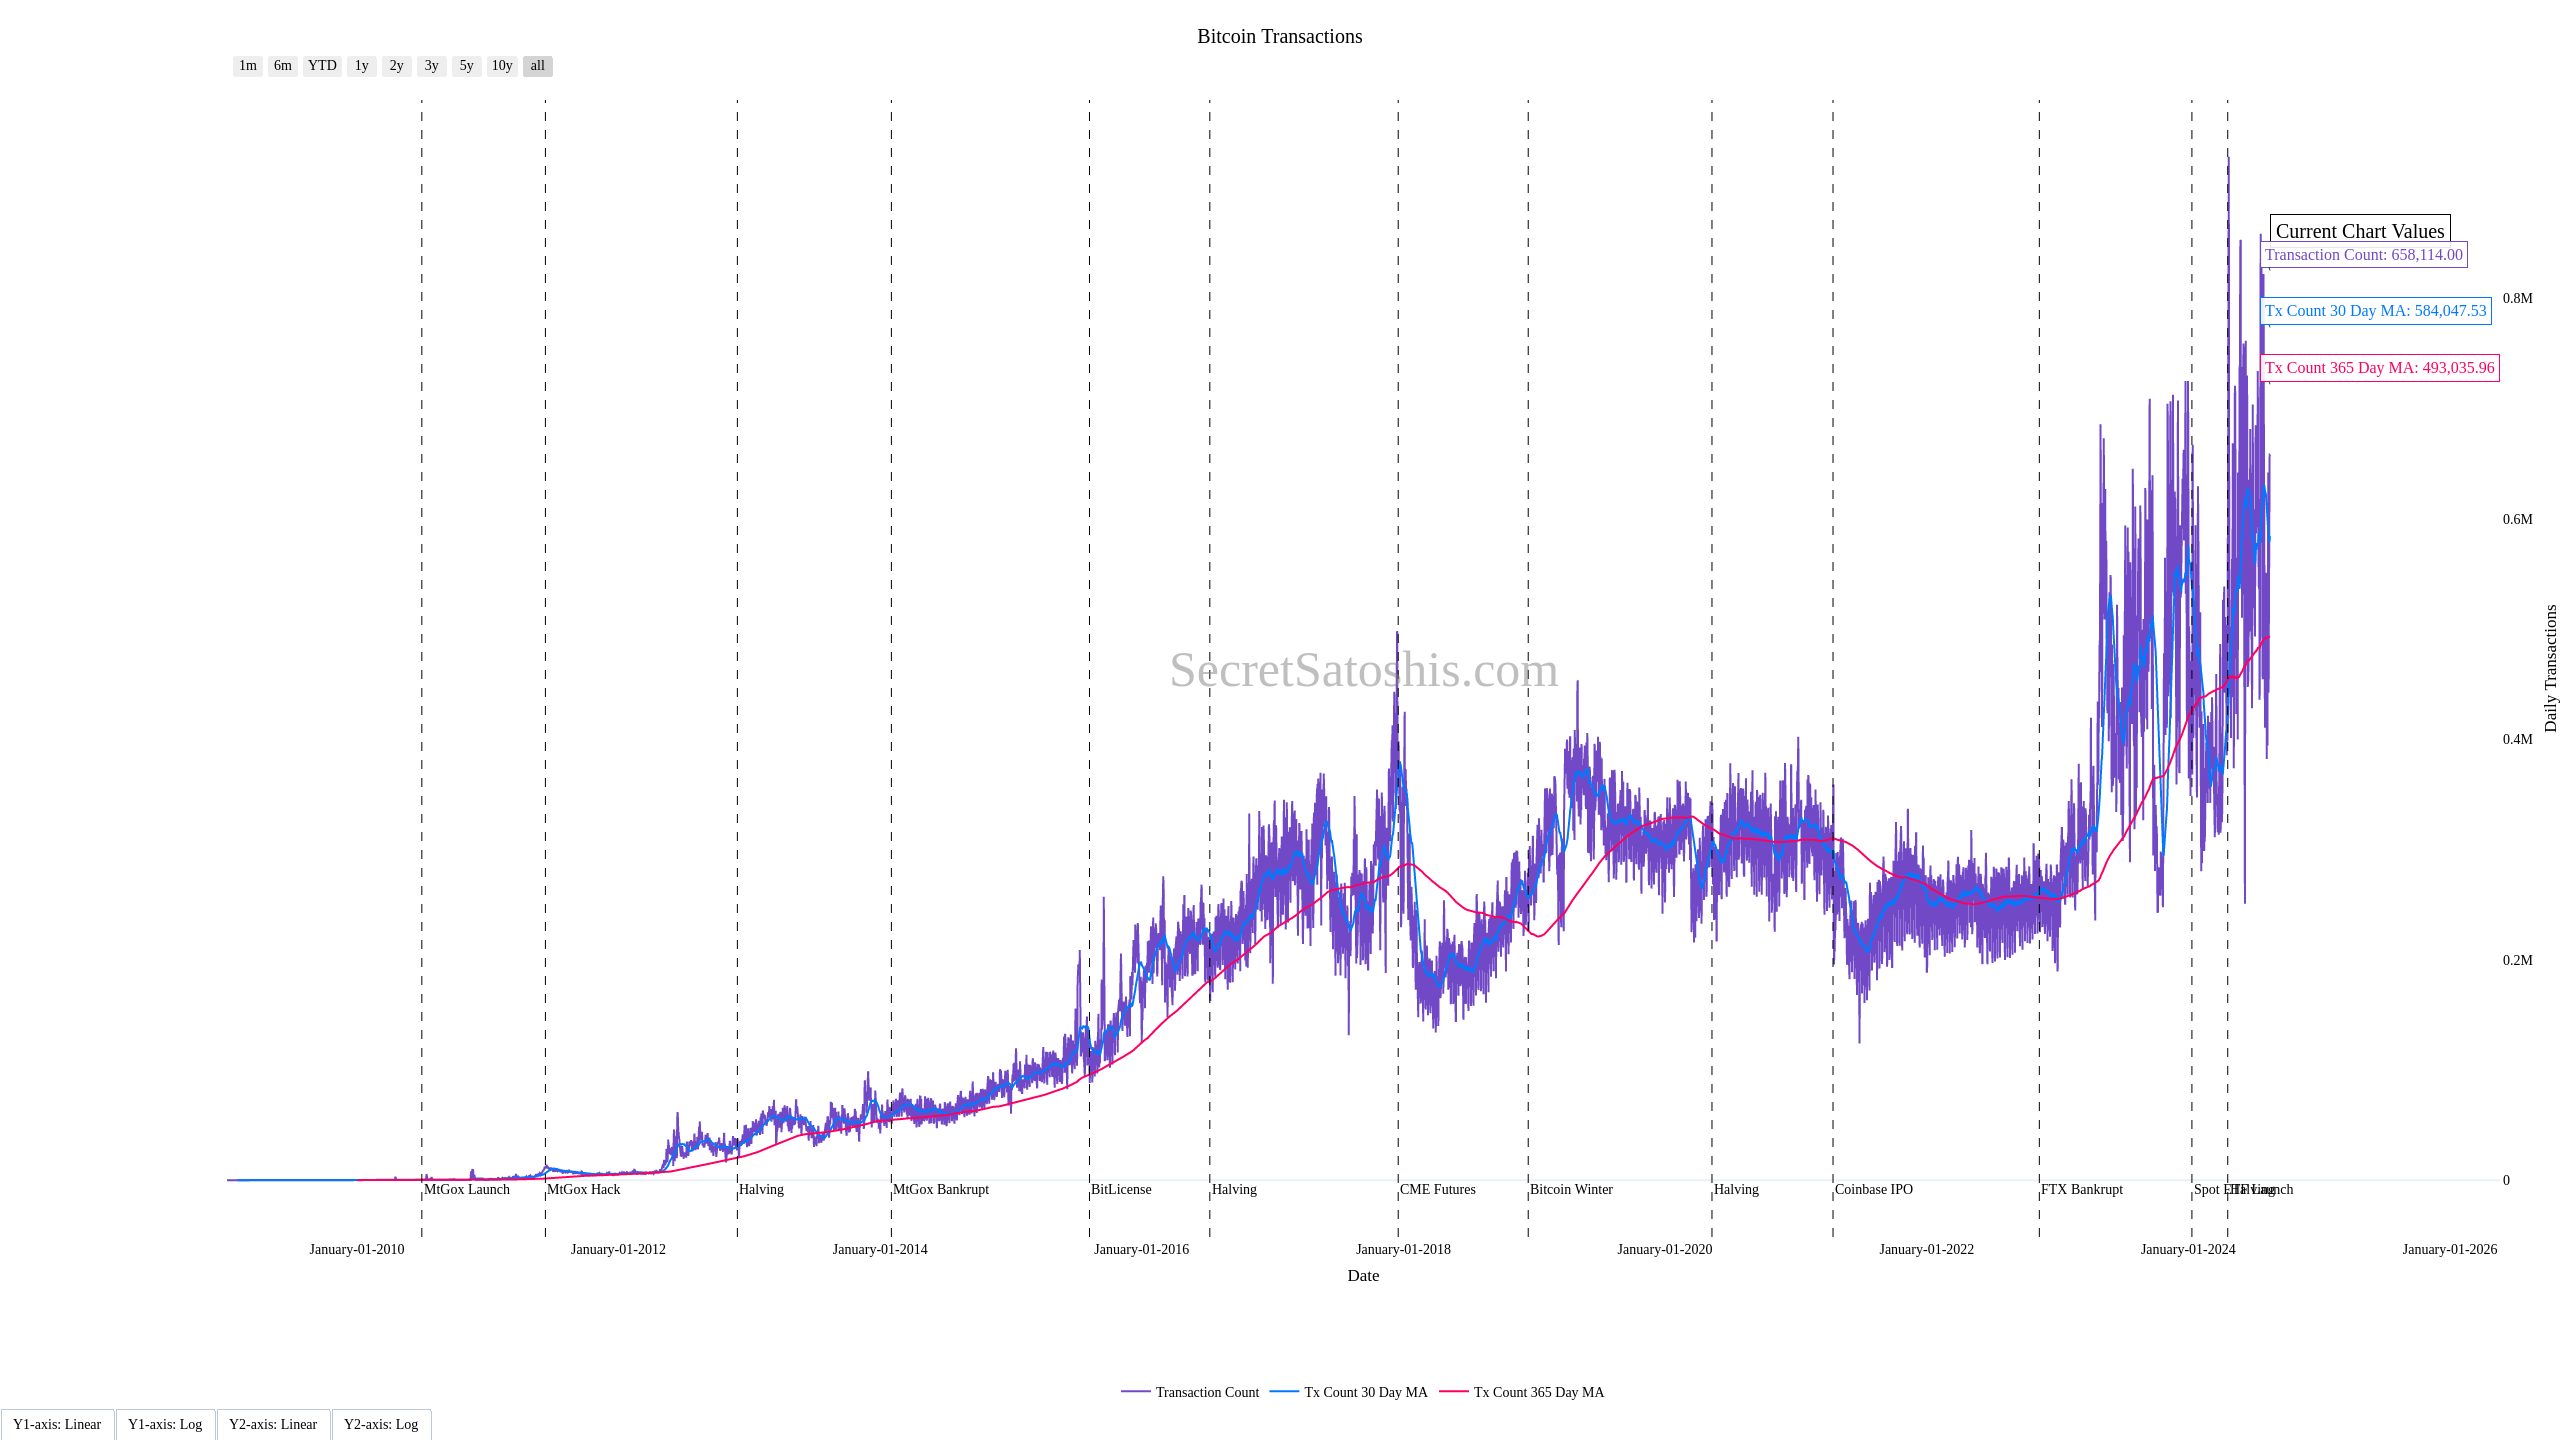 Bitcoin Transactions
1m 6m YTD 1y 2y 3y 5y 10y all
Current Chart Values
Transaction Count: 658,114.00
Tx Count 30 Day MA: 584,047.53
Tx Count 365 Day MA: 493,035.96
0.8M
0.6M
0.4M
0.2M
0
Daily Transactions
SecretSatoshis.com
MtGox Launch
MtGox Hack
Halving
MtGox Bankrupt
BitLicense
Halving
CME Futures
Bitcoin Winter
Halving
Coinbase IPO
FTX Bankrupt
Spot ETF Launch
Halving
January-01-2010
January-01-2012
January-01-2014
January-01-2016
January-01-2018
January-01-2020
January-01-2022
January-01-2024
January-01-2026
Date
Transaction Count
Tx Count 30 Day MA
Tx Count 365 Day MA
Y1-axis: Linear
Y1-axis: Log
Y2-axis: Linear
Y2-axis: Log